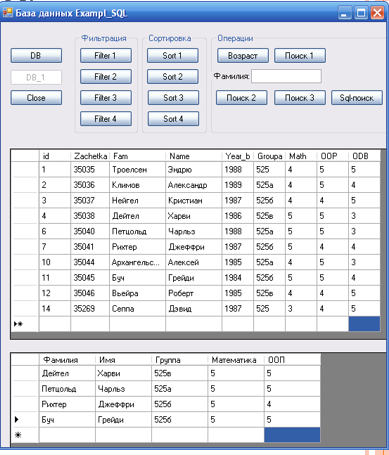 База данных Exampl_SQL
Фильтрация Сортировка Операции
DB Filter 1 Sort 1 Возраст Поиск 1
DB_1 Filter 2 Sort 2 Фамилия:
Close Filter 3 Sort 3 Поиск 2 Поиск 3 Sql-поиск
Filter 4 Sort 4
id Zachetka Fam Name Year_b Groupa Math OOP ODB
1 35035 Троелсен Эндрю 1988 525 4 5 5
2 35036 Климов Александр 1989 525а 4 5 4
3 35037 Нейгел Кристиан 1987 525б 4 4 5
4 35038 Дейтел Харви 1986 525в 5 5 3
6 35040 Петцольд Чарльз 1988 525а 5 5 3
7 35041 Рихтер Джеффри 1987 525б 5 4 4
10 35044 Архангельс... Алексей 1985 525а 5 4 3
11 35045 Буч Грейди 1984 525б 5 5 4
12 35046 Вьейра Роберт 1985 525в 4 4 5
14 35269 Сеппа Дэвид 1987 525 3 4 5
Фамилия Имя Группа Математика ООП
Дейтел Харви 525в 5 5
Петцольд Чарльз 525а 5 5
Рихтер Джеффри 525б 5 4
Буч Грейди 525б 5 5